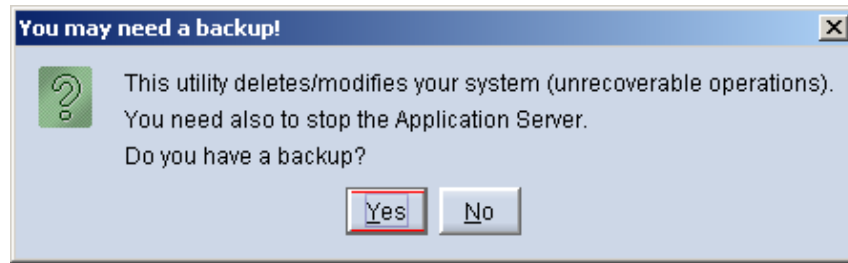 You may need a backup!
This utility deletes/modifies your system (unrecoverable operations).
You need also to stop the Application Server.
Do you have a backup?
Yes No